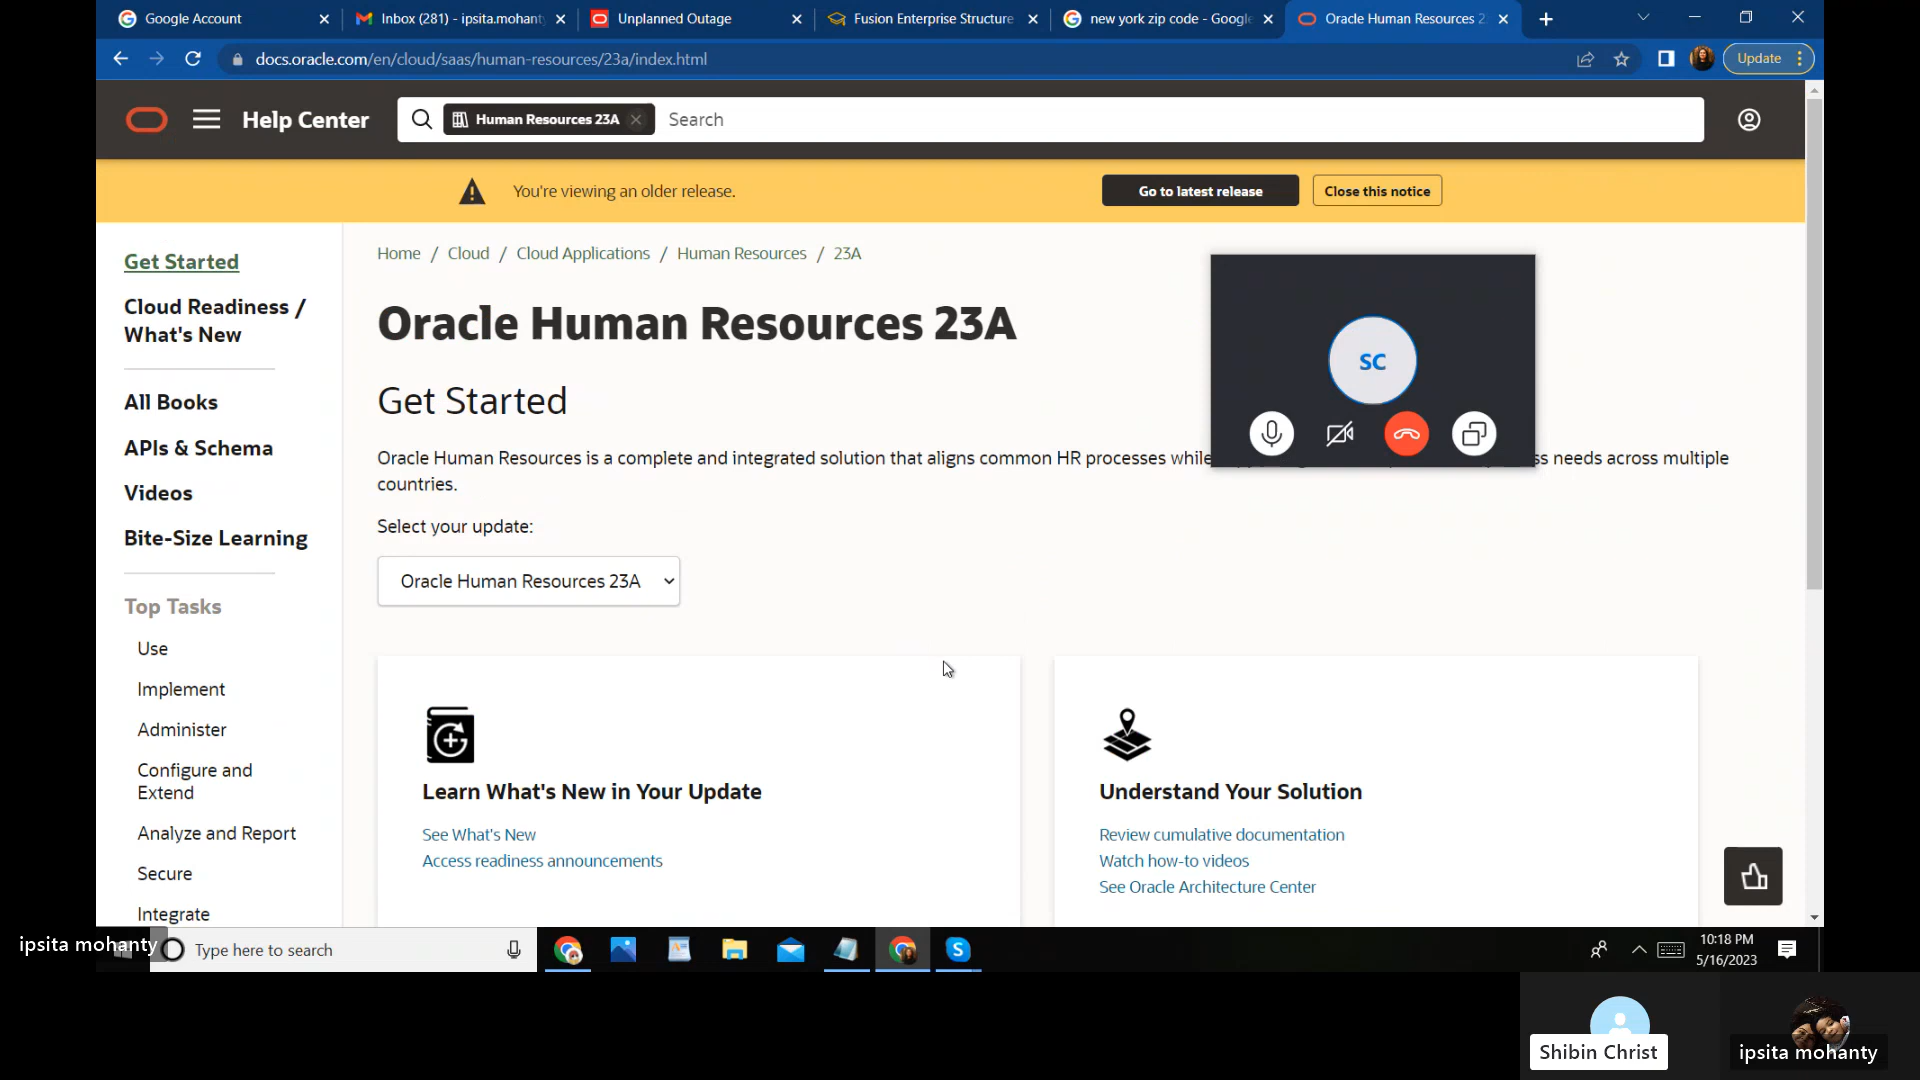 Google Account
Inbox (281) - ipsita.mohanty
Unplanned Outage
Fusion Enterprise Structure
new york zip code - Google
Oracle Human Resources 2
docs.oracle.com/en/cloud/saas/human-resources/23a/index.html
Update
Help Center
Human Resources 23A
Search
You're viewing an older release.
Go to latest release
Close this notice
Get Started
Cloud Readiness /
What's New
All Books
APIs & Schema
Videos
Bite-Size Learning
Top Tasks
Use
Implement
Administer
Configure and
Extend
Analyze and Report
Secure
Integrate
Home / Cloud / Cloud Applications / Human Resources / 23A
Oracle Human Resources 23A
Get Started
Oracle Human Resources is a complete and integrated solution that aligns common HR processes while needs across multiple
countries.
Select your update:
Oracle Human Resources 23A
SC
Learn What's New in Your Update
See What's New
Access readiness announcements
Understand Your Solution
Review cumulative documentation
Watch how-to videos
See Oracle Architecture Center
ipsita mohanty
Type here to search
10:18 PM
5/16/2023
Shibin Christ
ipsita mohanty